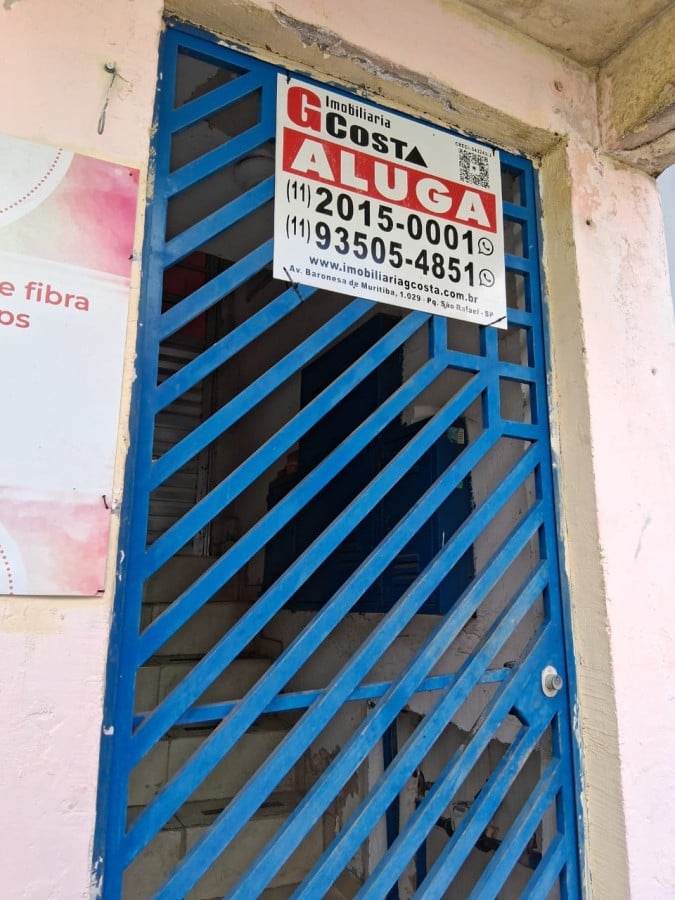 Imobiliaria
GCOSTA
ALUGA
(11) 2015-0001
(11) 93505-4851
www.imobiliariagcosta.com.br
Av. Baronesa de Muritiba, 1.029 - Pq. São Rafael - SP
e fibra
os